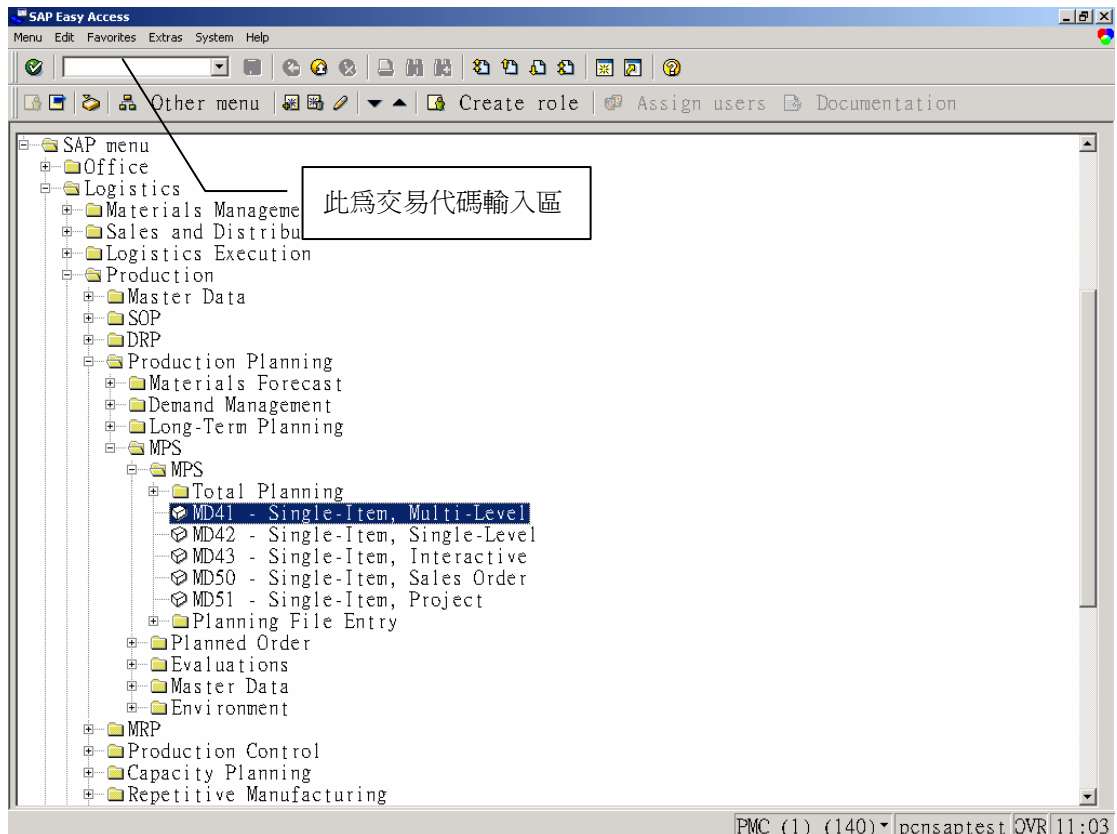 SAP Easy Access
Menu Edit Favorites Extras System Help
Other menu Create role Assign users Documentation
SAP menu
Office
Logistics
此為交易代碼輸入區
Materials Manageme
Sales and Distribu
Logistics Execution
Production
Master Data
SOP
DRP
Production Planning
Materials Forecast
Demand Management
Long-Term Planning
MPS
MPS
Total Planning
MD41 - Single-Item, Multi-Level
MD42 - Single-Item, Single-Level
MD43 - Single-Item, Interactive
MD50 - Single-Item, Sales Order
MD51 - Single-Item, Project
Planning File Entry
Planned Order
Evaluations
Master Data
Environment
MRP
Production Control
Capacity Planning
Repetitive Manufacturing
PMC (1) (140) pcnsaptest OVR 11:03